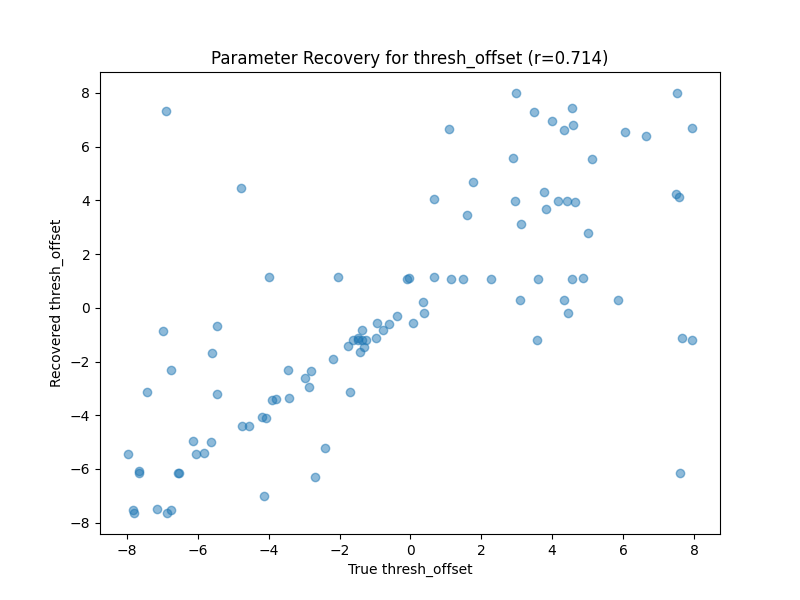 Parameter Recovery for thresh_offset (r=0.714)
Recovered thresh_offset
8
6
4
2
0
−2
−4
−6
−8
−8 −6 −4 −2 0 2 4 6 8
True thresh_offset